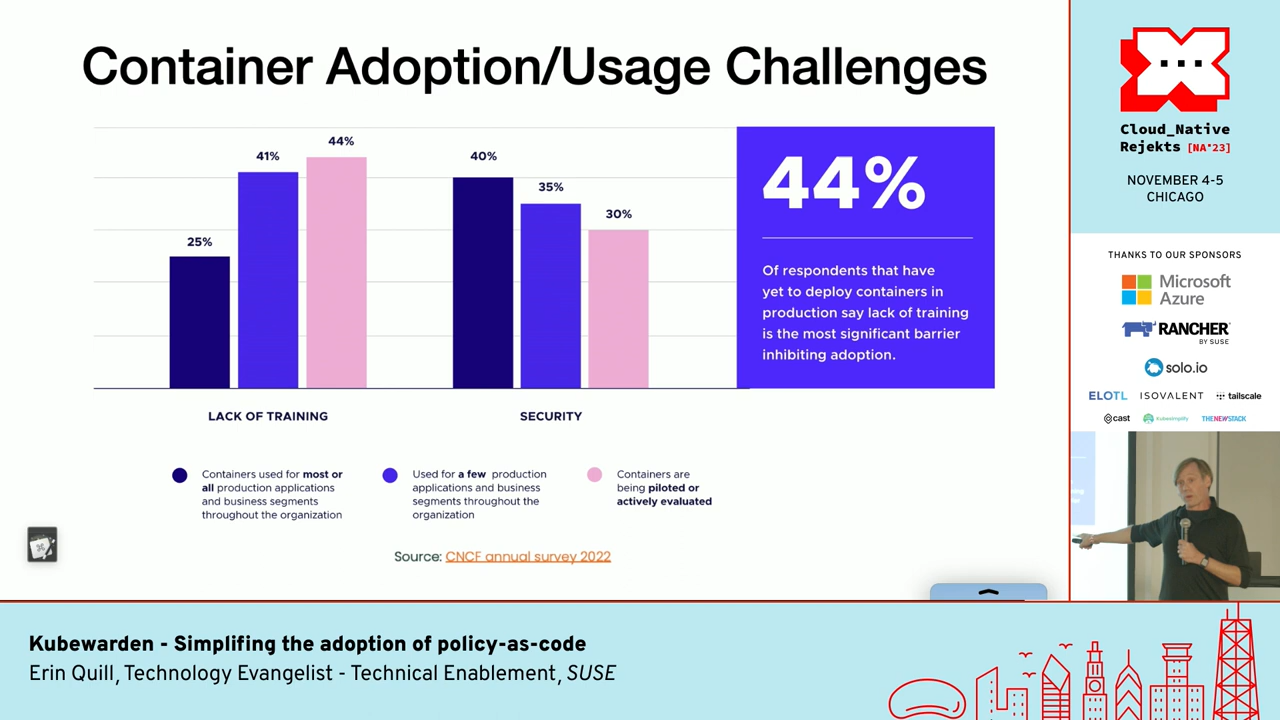 Container Adoption/Usage Challenges
25%
41%
44%
40%
35%
30%
LACK OF TRAINING
SECURITY
44%
Of respondents that have
yet to deploy containers in
production say lack of training
is the most significant barrier
inhibiting adoption.
Containers used for most or
all production applications
and business segments
throughout the organization
Used for a few production
applications and business
segments throughout the
organization
Containers are
being piloted or
actively evaluated
Source: CNCF annual survey 2022
Cloud_Native
Rejekts [NA'23]
NOVEMBER 4-5
CHICAGO
THANKS TO OUR SPONSORS
Microsoft
Azure
RANCHER
BY SUSE
solo.io
ELOTL ISOVALENT tailscale
cast Kubesimplify THENEWSTACK
Kubewarden - Simplifing the adoption of policy-as-code
Erin Quill, Technology Evangelist - Technical Enablement, SUSE